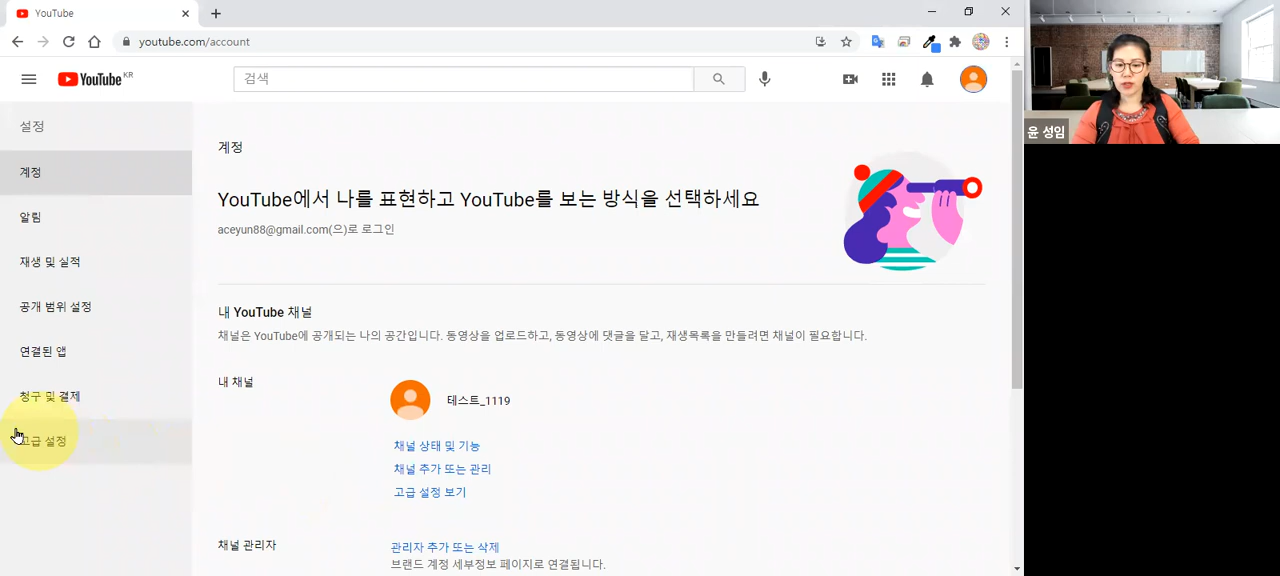 YouTube
youtube.com/account
YouTube KR
검색
윤 성임
설정
계정
알림
재생 및 실적
공개 범위 설정
연결된 앱
청구 및 결제
고급 설정
계정
YouTube에서 나를 표현하고 YouTube를 보는 방식을 선택하세요
aceyun88@gmail.com(으)로 로그인
내 YouTube 채널
채널은 YouTube에 공개되는 나의 공간입니다. 동영상을 업로드하고, 동영상에 댓글을 달고, 재생목록을 만들려면 채널이 필요합니다.
내 채널
테스트_1119
채널 상태 및 기능
채널 추가 또는 관리
고급 설정 보기
채널 관리자
관리자 추가 또는 삭제
브랜드 계정 세부정보 페이지로 연결됩니다.